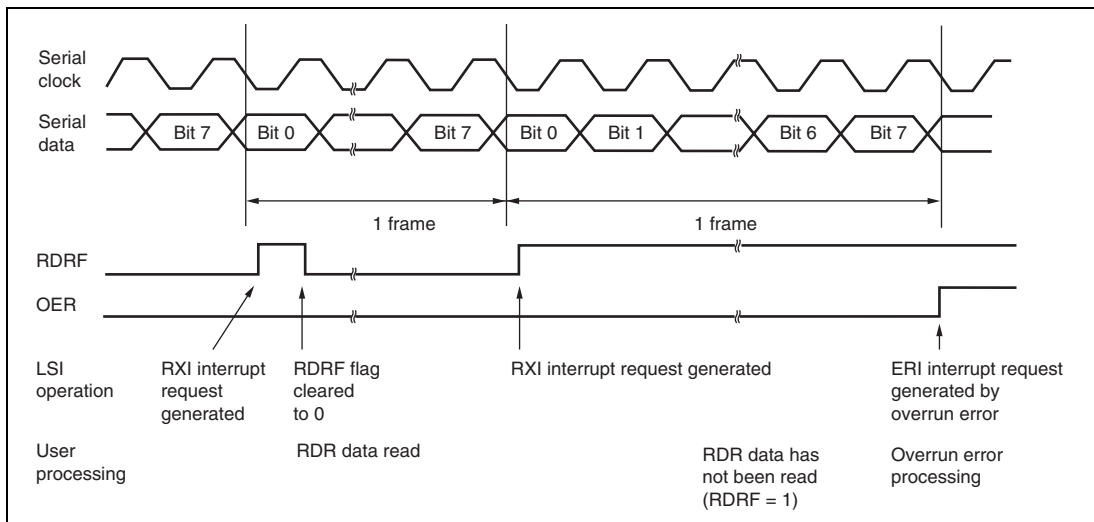 Serial
clock
Serial
data
Bit 7
Bit 0
Bit 7
Bit 0
Bit 1
Bit 6
Bit 7
1 frame
1 frame
RDRF
OER
LSI
operation
RXI interrupt
request
generated
RDRF flag
cleared
to 0
RXI interrupt request generated
ERI interrupt request
generated by
overrun error
User
processing
RDR data read
RDR data has
not been read
(RDRF = 1)
Overrun error
processing